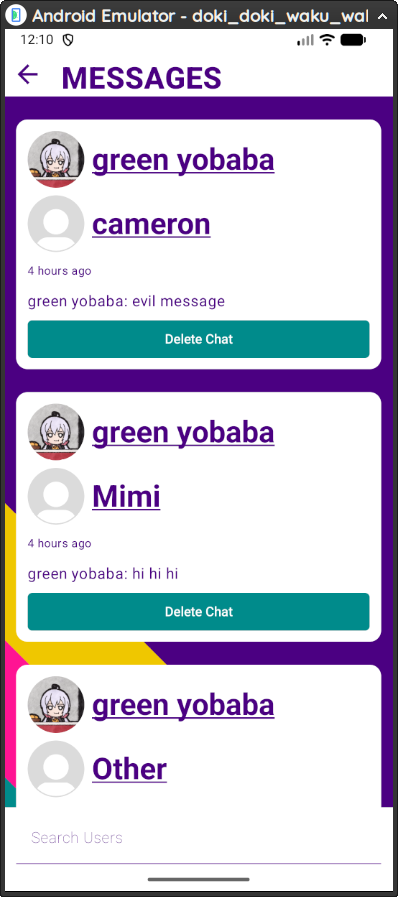 Android Emulator - doki_doki_waku_wal
12:10
MESSAGES
green yobaba
cameron
4 hours ago
green yobaba: evil message
Delete Chat
green yobaba
Mimi
4 hours ago
green yobaba: hi hi hi
Delete Chat
green yobaba
Other
Search Users